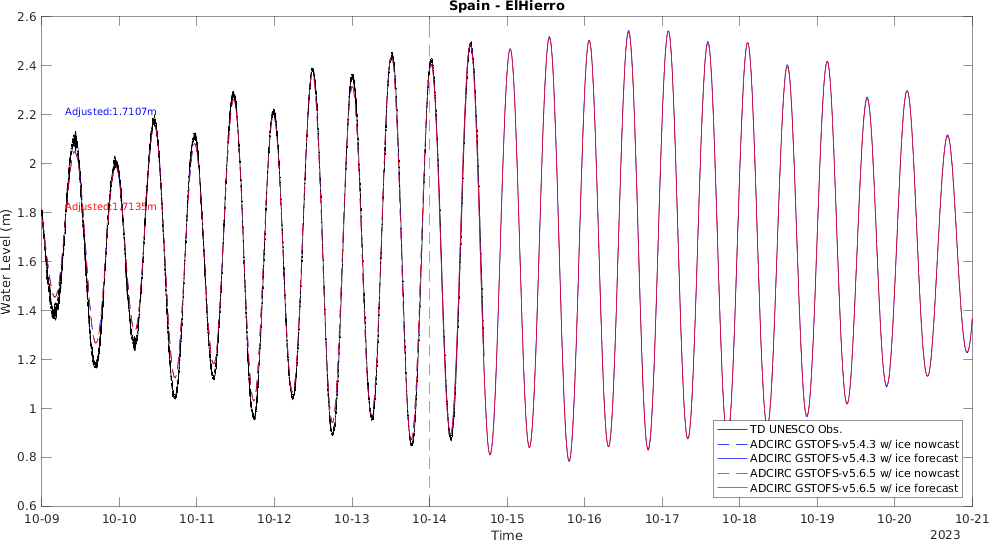 Spain - ElHierro
2.6
2.4
2.2
2
1.8
1.6
1.4
1.2
1
0.8
0.6
Water Level (m)
Adjusted:1.7107m
Adjusted:1.7135m
TD UNESCO Obs.
ADCIRC GSTOFS-v5.4.3 w/ ice nowcast
ADCIRC GSTOFS-v5.4.3 w/ ice forecast
ADCIRC GSTOFS-v5.6.5 w/ ice nowcast
ADCIRC GSTOFS-v5.6.5 w/ ice forecast
10-09 10-10 10-11 10-12 10-13 10-14 10-15 10-16 10-17 10-18 10-19 10-20 10-21
Time
2023